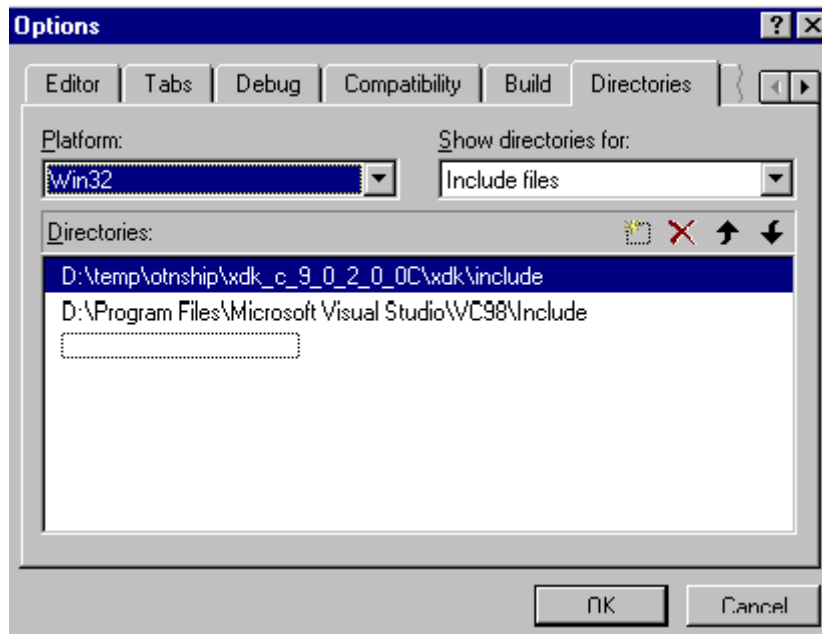 Options
Editor Tabs Debug Compatibility Build Directories
Platform: Show directories for:
Win32 Include files
Directories:
D:\temp\otnship\xdk_c_9_0_2_0_0C\xdk\include
D:\Program Files\Microsoft Visual Studio\VC98\Include
OK Cancel